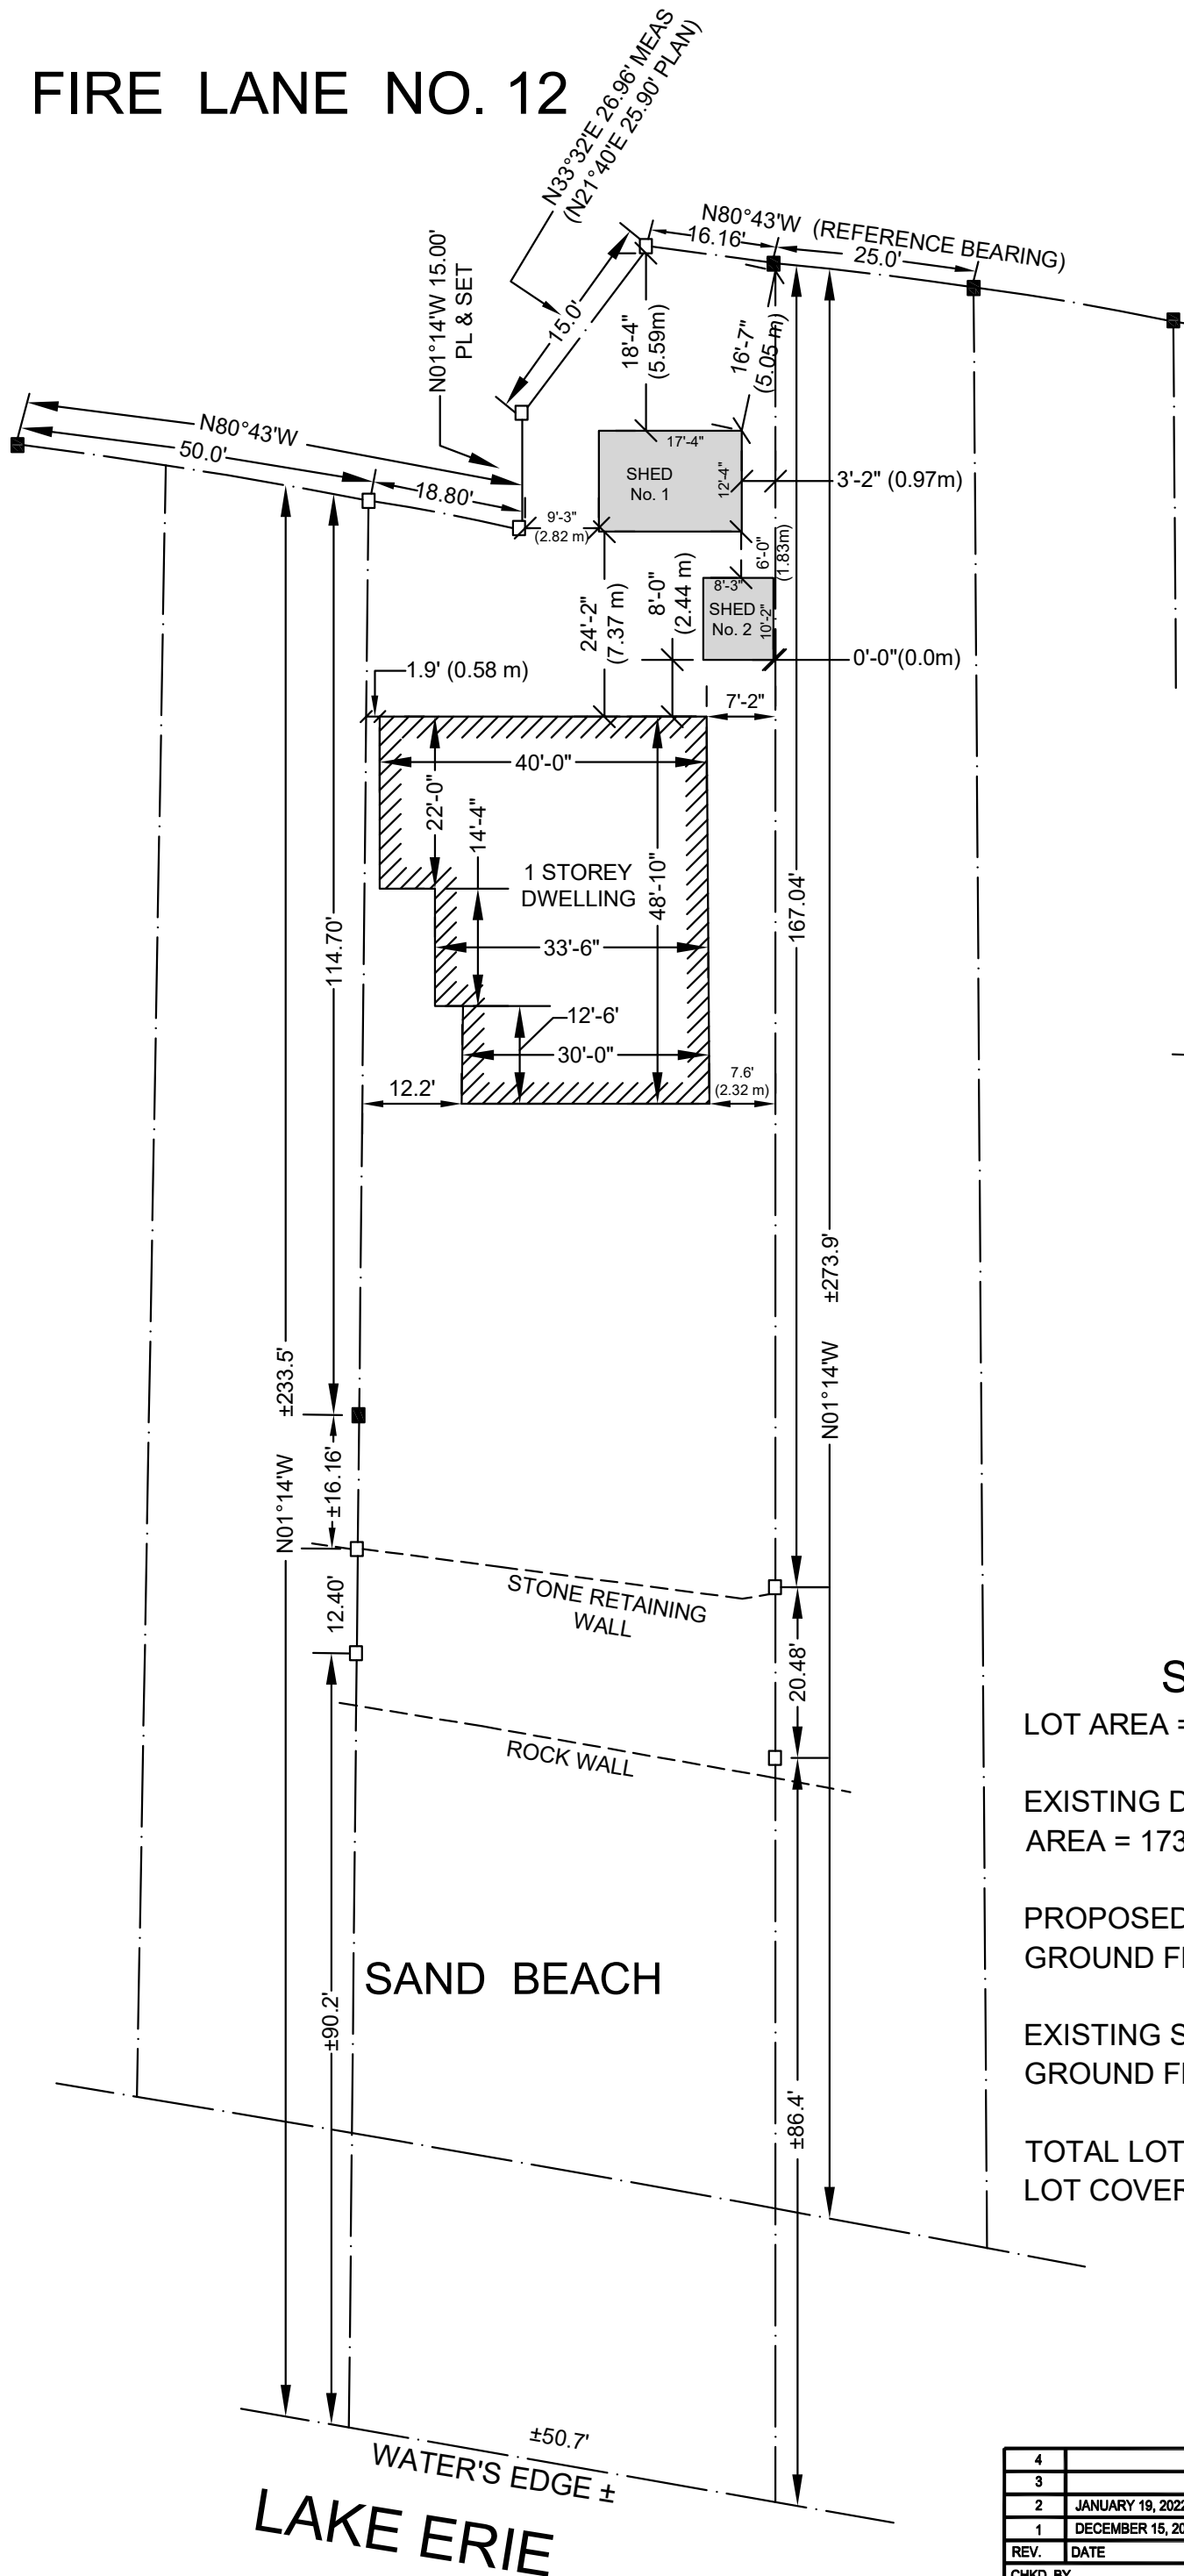 FIRE LANE NO. 12
N33°32'E 26.96' MEAS
(N21°40'E 25.90' PLAN)
N80°43'W (REFERENCE BEARING)
16.16'
25.0'
N01°14'W 15.00'
PL & SET
15.0'
18'-4"
(5.59m)
16'-7"
(5.05 m)
N80°43'W
50.0'
18.80'
17'-4"
SHED
No. 1
12'-4"
3'-2" (0.97m)
9'-3"
(2.82 m)
6'-0"
(1.83m)
24'-2"
(7.37 m)
8'-0"
(2.44 m)
8'-3"
SHED
No. 2
10'-2"
0'-0"(0.0m)
1.9' (0.58 m)
7'-2"
40'-0"
22'-0"
14'-4"
1 STOREY
DWELLING
48'-10"
33'-6"
12'-6'
30'-0"
12.2'
7.6'
(2.32 m)
114.70'
167.04'
N01°14'W ±233.5'
N01°14'W ±273.9'
±16.16'
12.40'
STONE RETAINING
WALL
20.48'
ROCK WALL
S
LOT AREA =
EXISTING D
AREA = 173
PROPOSED
GROUND F
EXISTING S
GROUND F
TOTAL LOT
LOT COVER
SAND BEACH
±90.2'
±86.4'
±50.7'
WATER'S EDGE ±
LAKE ERIE
4
3
2 JANUARY 19, 2022
1 DECEMBER 15, 20
REV. DATE
CHKD. BY